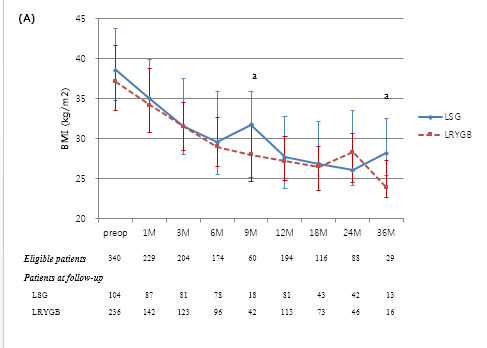 (A)
45
40
35
30
25
20
BMI (kg/m2)
a
a
LSG
LRYGB
preop 1M 3M 6M 9M 12M 18M 24M 36M
Eligible patients 340 229 204 174 60 194 116 88 29
Patients at follow-up
LSG 104 87 81 78 18 81 43 42 13
LRYGB 236 142 123 96 42 113 73 46 16